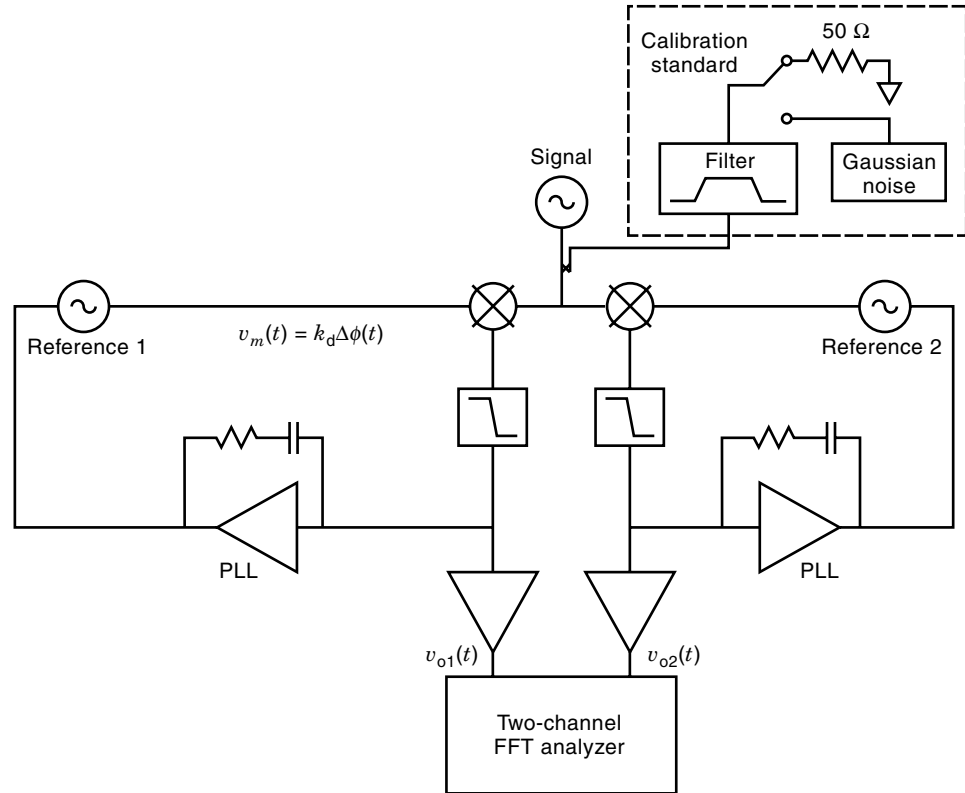 50 Ω
Calibration
standard
Signal
Filter
Gaussian
noise
Reference 1
v_m(t) = k_dΔϕ(t)
Reference 2
PLL
PLL
v_o1(t)
v_o2(t)
Two-channel
FFT analyzer